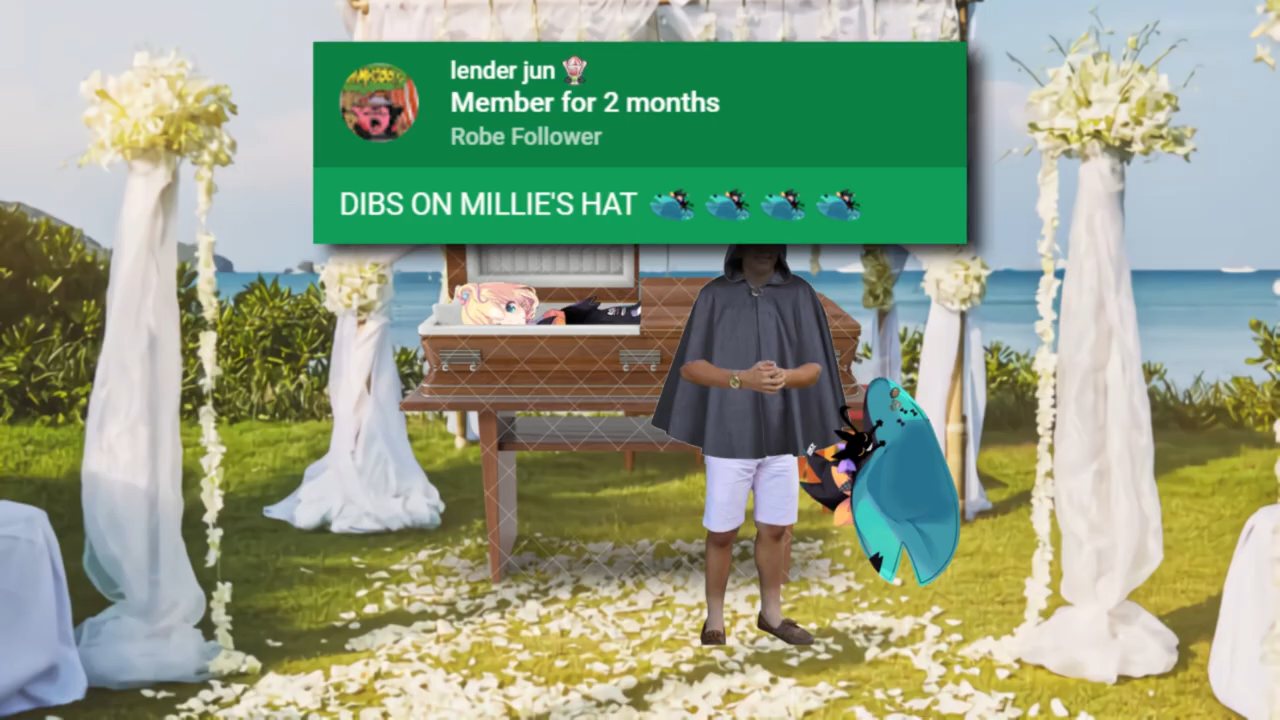 lender jun
Member for 2 months
Robe Follower
DIBS ON MILLIE'S HAT